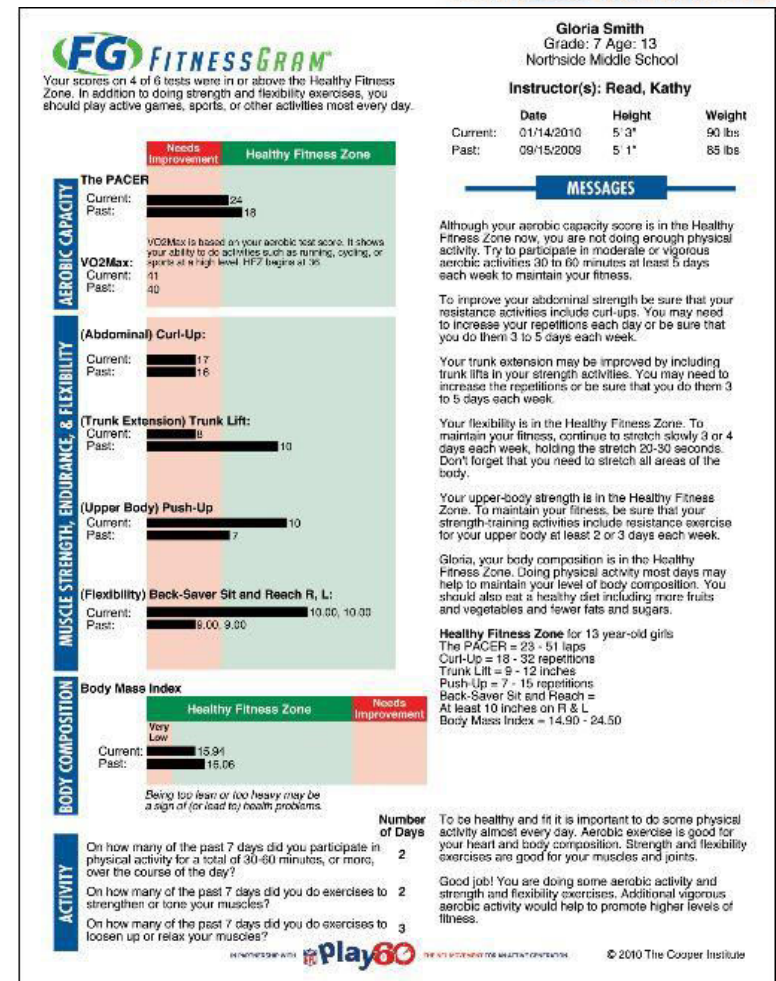 FG FITNESSGRAM
Your scores on 4 of 6 tests were in or above the Healthy Fitness
Zone. In addition to doing strength and flexibility exercises, you
should play active games, sports, or other activities most every day.
Gloria Smith
Grade: 7 Age: 13
Northside Middle School
Instructor(s): Read, Kathy
Date Height Weight
Current: 01/14/2010 5' 3" 90 lbs
Past: 09/15/2009 5' 1" 85 lbs
MESSAGES
Although your aerobic capacity score is in the Healthy
Fitness Zone now, you are not doing enough physical
activity. Try to participate in moderate or vigorous
aerobic activities 30 to 60 minutes at least 5 days
each week to maintain your fitness.
To improve your abdominal strength be sure that your
resistance activities include curl-ups. You may need
to increase your repetitions each day or be sure that
you do them 3 to 5 days each week.
Your trunk extension may be improved by including
trunk lifts in your strength activities. You may need to
increase the repetitions or be sure that you do them 3
to 5 days each week.
Your flexibility is in the Healthy Fitness Zone. To
maintain your fitness, continue to stretch slowly 3 or 4
days each week, holding the stretch 20-30 seconds.
Don't forget that you need to stretch all areas of the
body.
Your upper-body strength is in the Healthy Fitness
Zone. To maintain your fitness, be sure that your
strength-training activities include resistance exercise
for your upper body at least 2 or 3 days each week.
Gloria, your body composition is in the Healthy
Fitness Zone. Doing physical activity most days may
help to maintain your level of body composition. You
should also eat a healthy diet including more fruits
and vegetables and fewer fats and sugars.
Healthy Fitness Zone for 13 year-old girls
The PACER = 23 - 51 laps
Curl-Up = 18 - 32 repetitions
Trunk Lift = 9 - 12 inches
Push-Up = 7 - 15 repetitions
Back-Saver Sit and Reach =
At least 10 inches on R & L
Body Mass Index = 14.90 - 24.50
Needs
Improvement
Healthy Fitness Zone
AEROBIC CAPACITY
The PACER
Current: 24
Past: 18
VO2Max is based on your aerobic test score. It shows
your ability to do activities such as running, cycling, or
sports at a high level. HFZ begins at 36.
VO2Max:
Current: 41
Past: 40
MUSCLE STRENGTH, ENDURANCE, & FLEXIBILITY
(Abdominal) Curl-Up:
Current: 17
Past: 16
(Trunk Extension) Trunk Lift:
Current: 8
Past: 10
(Upper Body) Push-Up
Current: 10
Past: 7
(Flexibility) Back-Saver Sit and Reach R, L:
Current: 10.00, 10.00
Past: 9.00, 9.00
BODY COMPOSITION
Body Mass Index
Healthy Fitness Zone
Needs
Improvement
Very
Low
Current: 15.94
Past: 16.06
Being too lean or too heavy may be
a sign of (or lead to) health problems.
ACTIVITY
Number
of Days
On how many of the past 7 days did you participate in
physical activity for a total of 30-60 minutes, or more, 2
over the course of the day?
On how many of the past 7 days did you do exercises to 2
strengthen or tone your muscles?
On how many of the past 7 days did you do exercises to 3
loosen up or relax your muscles?
To be healthy and fit it is important to do some physical
activity almost every day. Aerobic exercise is good for
your heart and body composition. Strength and flexibility
exercises are good for your muscles and joints.
Good job! You are doing some aerobic activity and
strength and flexibility exercises. Additional vigorous
aerobic activity would help to promote higher levels of
fitness.
IN PARTNERSHIP WITH NFL Play60 THE NFL MOVEMENT FOR AN ACTIVE GENERATION
© 2010 The Cooper Institute